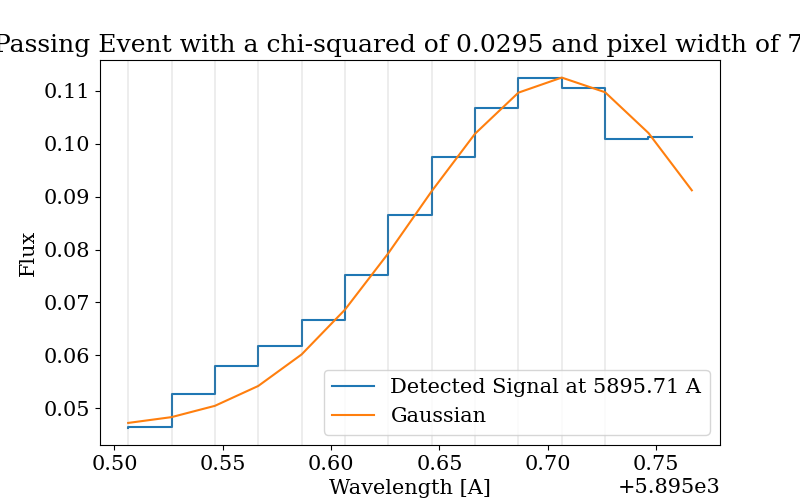 Passing Event with a chi-squared of 0.0295 and pixel width of 7
0.11
0.10
0.09
0.08
0.07
0.06
0.05
Flux
Detected Signal at 5895.71 A
Gaussian
0.50 0.55 0.60 0.65 0.70 0.75
+5.895e3
Wavelength [A]